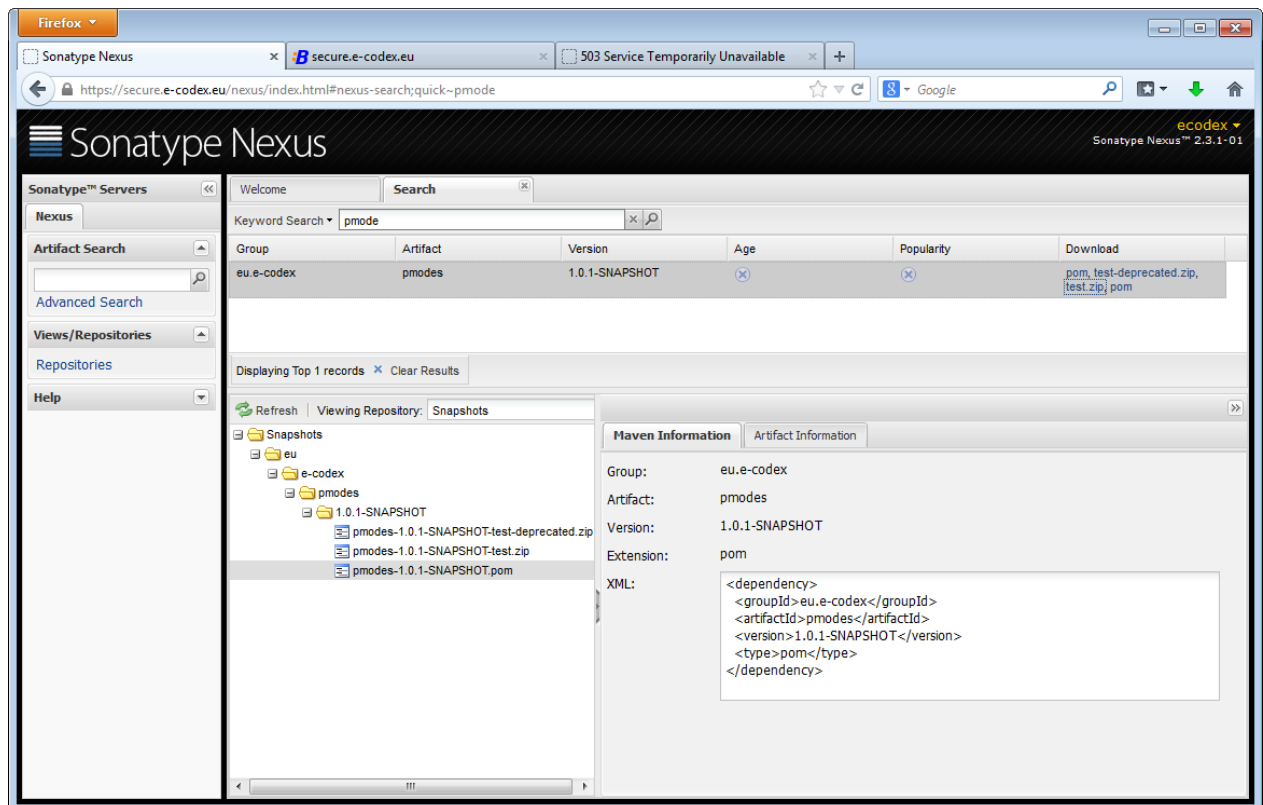 Firefox
Sonatype Nexus
secure.e-codex.eu
503 Service Temporarily Unavailable
https://secure.e-codex.eu/nexus/index.html#nexus-search;quick~pmode
Google
Sonatype Nexus
ecodex
Sonatype Nexus™ 2.3.1-01
Sonatype™ Servers
Nexus
Artifact Search
Advanced Search
Views/Repositories
Repositories
Help
Welcome
Search
Keyword Search
pmode
Group Artifact Version Age Popularity Download
eu.e-codex pmodes 1.0.1-SNAPSHOT pom, test-deprecated.zip,
test.zip, pom
Displaying Top 1 records Clear Results
Refresh Viewing Repository: Snapshots
Snapshots
eu
e-codex
pmodes
1.0.1-SNAPSHOT
pmodes-1.0.1-SNAPSHOT-test-deprecated.zip
pmodes-1.0.1-SNAPSHOT-test.zip
pmodes-1.0.1-SNAPSHOT.pom
Maven Information
Artifact Information
Group: eu.e-codex
Artifact: pmodes
Version: 1.0.1-SNAPSHOT
Extension: pom
XML: <dependency>
<groupId>eu.e-codex</groupId>
<artifactId>pmodes</artifactId>
<version>1.0.1-SNAPSHOT</version>
<type>pom</type>
</dependency>